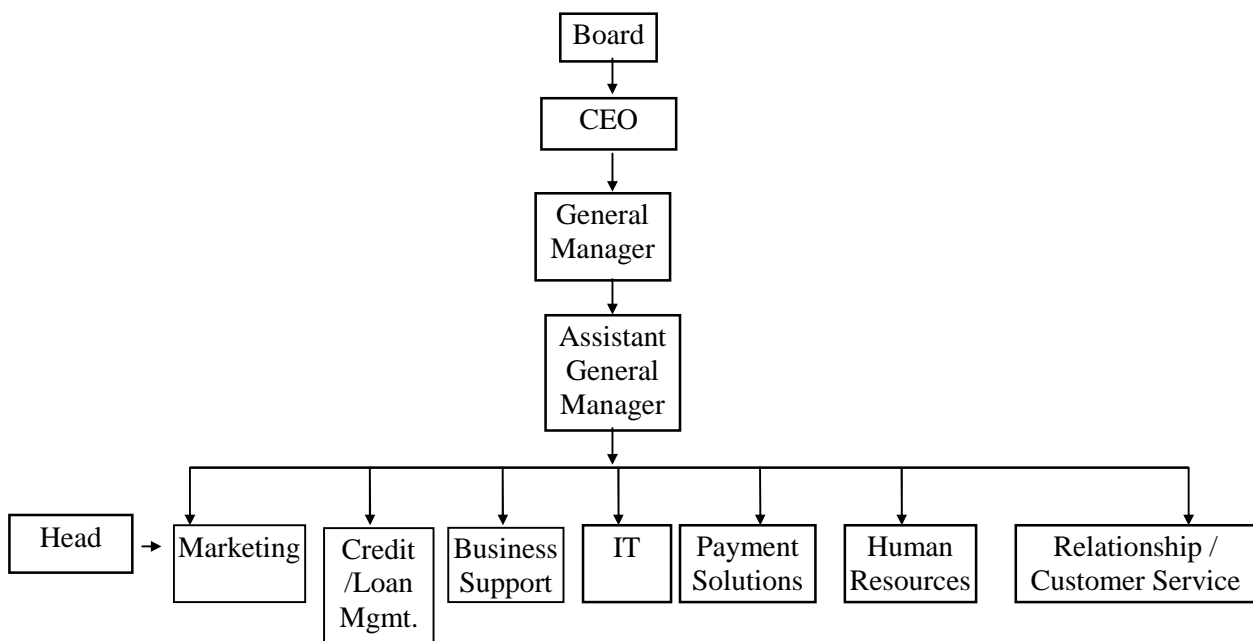 Board
CEO
General
Manager
Assistant
General
Manager
Head
Marketing
Credit
/Loan
Mgmt.
Business
Support
IT
Payment
Solutions
Human
Resources
Relationship /
Customer Service